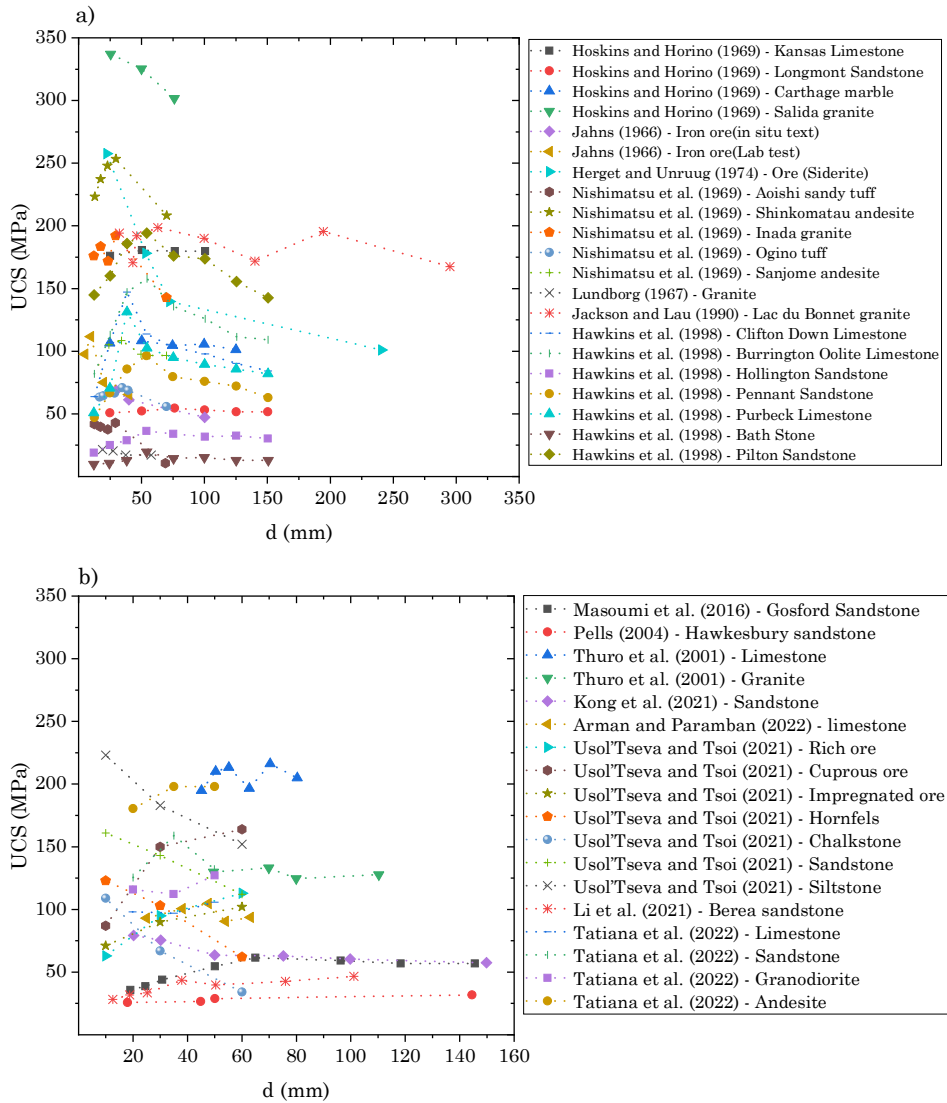 a)
350
300
250
200
150
100
50
UCS (MPa)
50
100
150
200
250
300
350
d (mm)
Hoskins and Horino (1969) - Kansas Limestone
Hoskins and Horino (1969) - Longmont Sandstone
Hoskins and Horino (1969) - Carthage marble
Hoskins and Horino (1969) - Salida granite
Jahns (1966) - Iron ore(in situ text)
Jahns (1966) - Iron ore(Lab test)
Herget and Unruug (1974) - Ore (Siderite)
Nishimatsu et al. (1969) - Aoishi sandy tuff
Nishimatsu et al. (1969) - Shinkomatau andesite
Nishimatsu et al. (1969) - Inada granite
Nishimatsu et al. (1969) - Ogino tuff
Nishimatsu et al. (1969) - Sanjome andesite
Lundborg (1967) - Granite
Jackson and Lau (1990) - Lac du Bonnet granite
Hawkins et al. (1998) - Clifton Down Limestone
Hawkins et al. (1998) - Burrington Oolite Limestone
Hawkins et al. (1998) - Hollington Sandstone
Hawkins et al. (1998) - Pennant Sandstone
Hawkins et al. (1998) - Purbeck Limestone
Hawkins et al. (1998) - Bath Stone
Hawkins et al. (1998) - Pilton Sandstone
b)
350
300
250
200
150
100
50
UCS (MPa)
0
20
40
60
80
100
120
140
160
d (mm)
Masoumi et al. (2016) - Gosford Sandstone
Pells (2004) - Hawkesbury sandstone
Thuro et al. (2001) - Limestone
Thuro et al. (2001) - Granite
Kong et al. (2021) - Sandstone
Arman and Paramban (2022) - limestone
Usol'Tseva and Tsoi (2021) - Rich ore
Usol'Tseva and Tsoi (2021) - Cuprous ore
Usol'Tseva and Tsoi (2021) - Impregnated ore
Usol'Tseva and Tsoi (2021) - Hornfels
Usol'Tseva and Tsoi (2021) - Chalkstone
Usol'Tseva and Tsoi (2021) - Sandstone
Usol'Tseva and Tsoi (2021) - Siltstone
Li et al. (2021) - Berea sandstone
Tatiana et al. (2022) - Limestone
Tatiana et al. (2022) - Sandstone
Tatiana et al. (2022) - Granodiorite
Tatiana et al. (2022) - Andesite